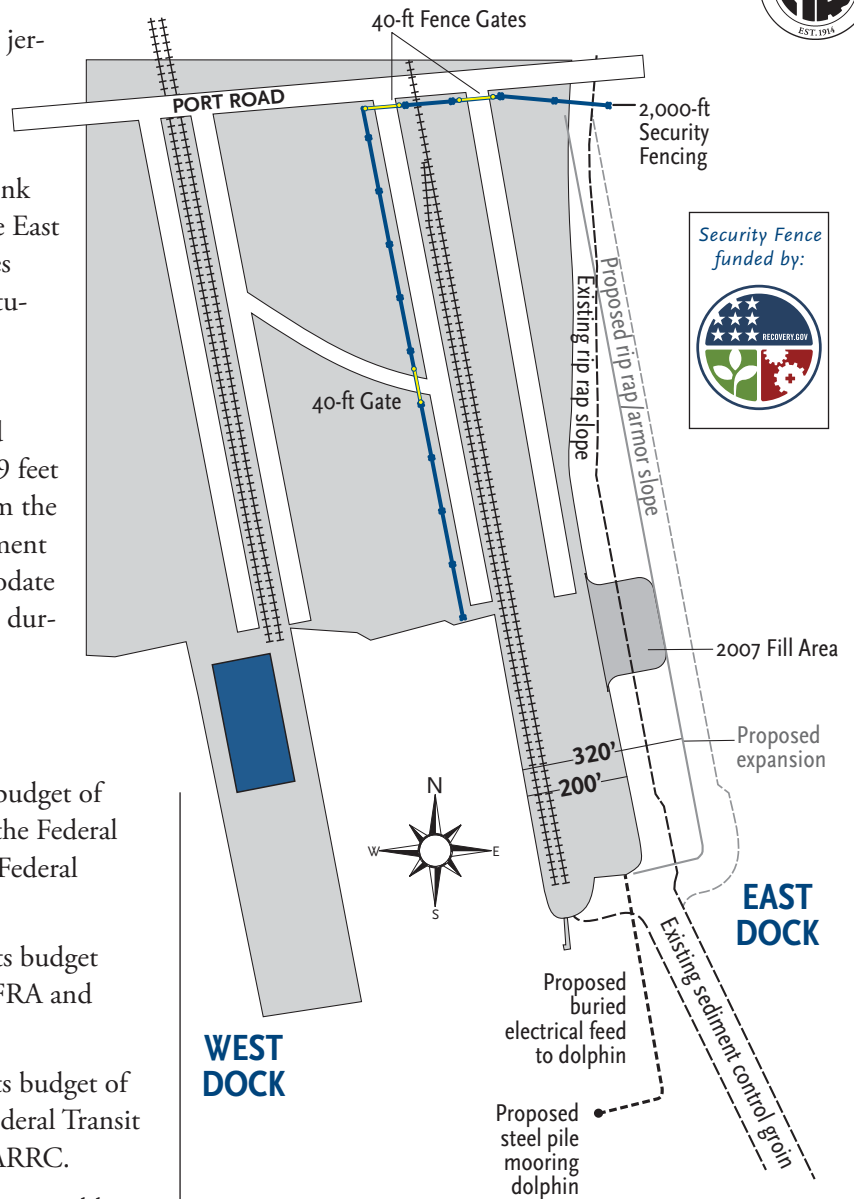 jer-
nk
e East
es
tu-
9 feet
m the
ment
odate
dur-
budget of
the Federal
Federal
ts budget
FRA and
ts budget of
deral Transit
ARRC.
EST. 1914
40-ft Fence Gates
PORT ROAD
2,000-ft
Security
Fencing
Security Fence
funded by:
RECOVERY.GOV
Existing rip rap slope
Proposed rip rap/armor slope
40-ft Gate
2007 Fill Area
Proposed
expansion
320'
200'
N
W
E
S
EAST
DOCK
WEST
DOCK
Proposed
buried
electrical feed
to dolphin
Existing sediment control groin
Proposed
steel pile
mooring
dolphin